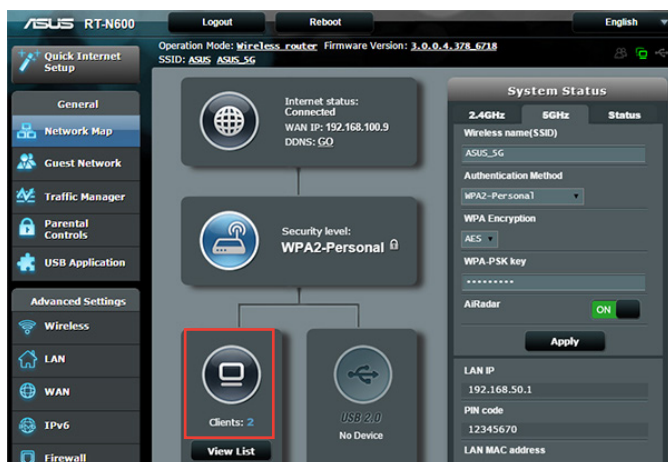 ASUS RT-N600
Logout
Reboot
English
Quick Internet
Setup
Operation Mode: Wireless router Firmware Version: 3.0.0.4.378_6718
SSID: ASUS ASUS_5G
General
Network Map
Guest Network
Traffic Manager
Parental
Controls
USB Application
Advanced Settings
Wireless
LAN
WAN
IPv6
Firewall
Internet status:
Connected
WAN IP: 192.168.100.9
DDNS: GO
Security level:
WPA2-Personal
Clients: 2
View List
USB 2.0
No Device
System Status
2.4GHz
5GHz
Status
Wireless name(SSID)
ASUS_5G
Authentication Method
WPA2-Personal
WPA Encryption
AES
WPA-PSK key
AiRadar
ON
Apply
LAN IP
192.168.50.1
PIN code
12345670
LAN MAC address